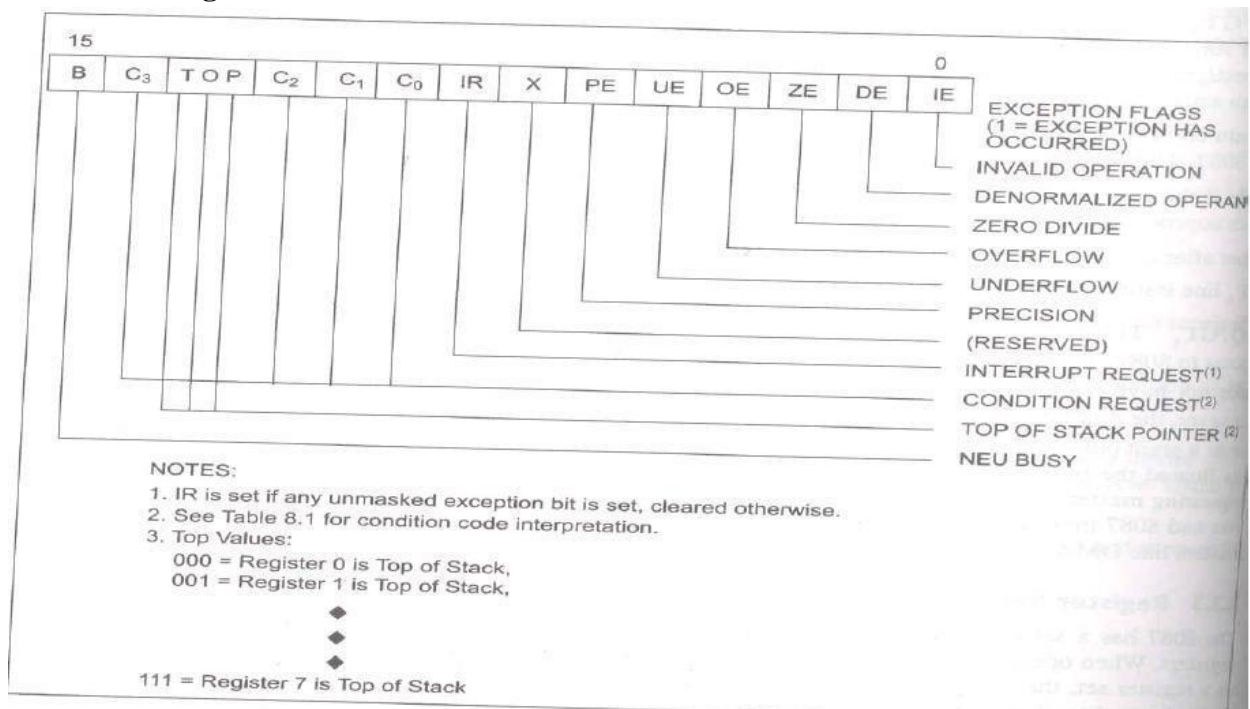 15
0
B C₃ T O P C₂ C₁ C₀ IR X PE UE OE ZE DE IE
EXCEPTION FLAGS
(1 = EXCEPTION HAS
OCCURRED)
INVALID OPERATION
DENORMALIZED OPERAN
ZERO DIVIDE
OVERFLOW
UNDERFLOW
PRECISION
(RESERVED)
INTERRUPT REQUEST(1)
CONDITION REQUEST(2)
TOP OF STACK POINTER (2)
NEU BUSY
NOTES:
1. IR is set if any unmasked exception bit is set, cleared otherwise.
2. See Table 8.1 for condition code interpretation.
3. Top Values:
000 = Register 0 is Top of Stack,
001 = Register 1 is Top of Stack,
111 = Register 7 is Top of Stack